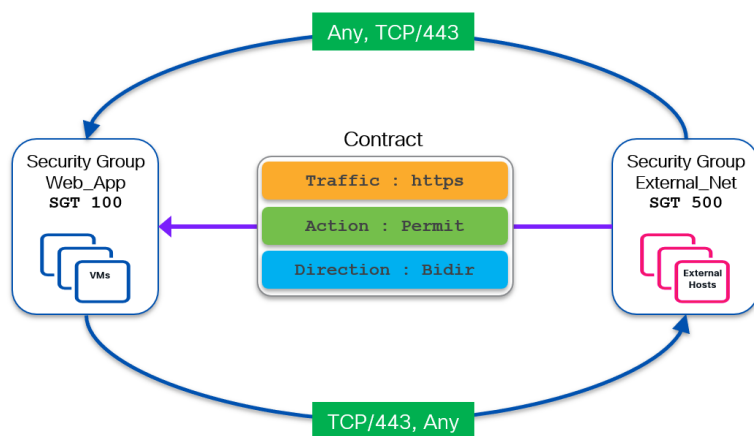 Any, TCP/443
Security Group
Web_App
SGT 100
VMs
Contract
Traffic : https
Action : Permit
Direction : Bidir
Security Group
External_Net
SGT 500
External
Hosts
TCP/443, Any